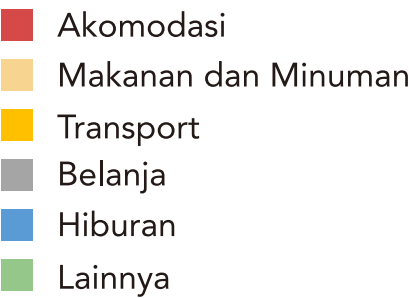 Akomodasi
Makanan dan Minuman
Transport
Belanja
Hiburan
Lainnya